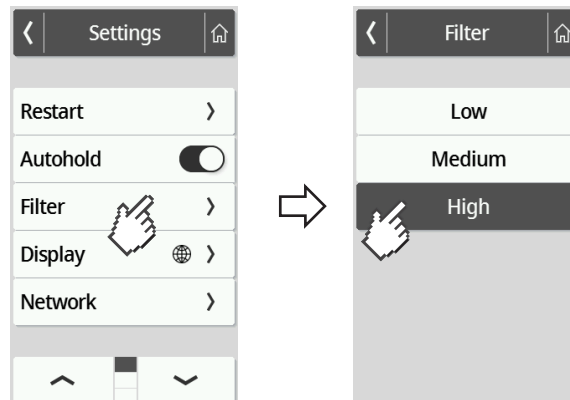 Settings
Restart
Autohold
Filter
Display
Network
Filter
Low
Medium
High